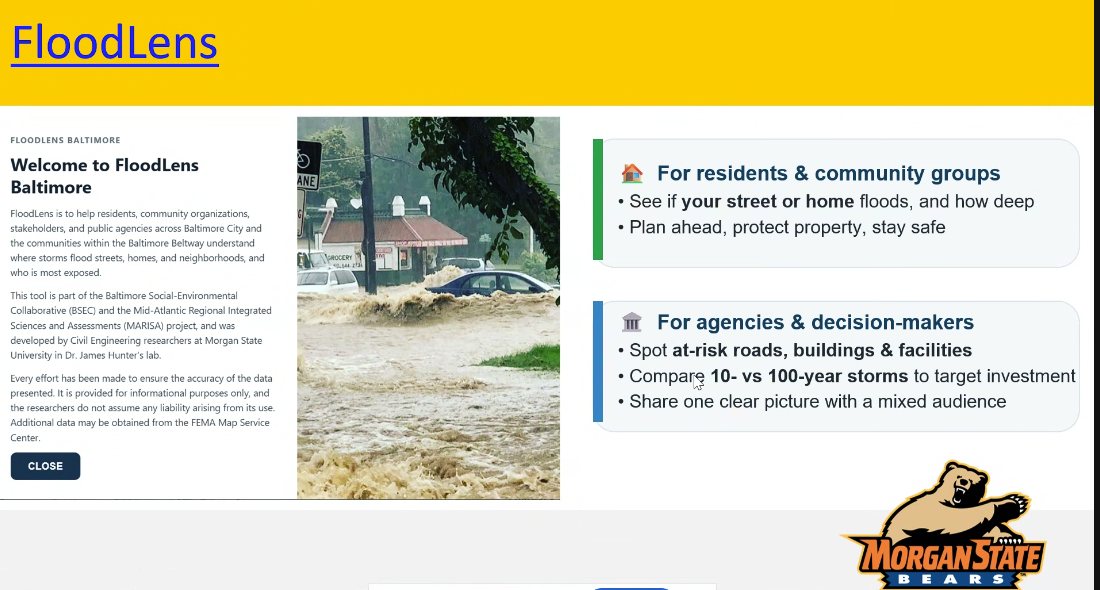 FloodLens
FLOODLENS BALTIMORE
Welcome to FloodLens
Baltimore
FloodLens is to help residents, community organizations,
stakeholders, and public agencies across Baltimore City and
the communities within the Baltimore Beltway understand
where storms flood streets, homes, and neighborhoods, and
who is most exposed.
This tool is part of the Baltimore Social-Environmental
Collaborative (BSEC) and the Mid-Atlantic Regional Integrated
Sciences and Assessments (MARISA) project, and was
developed by Civil Engineering researchers at Morgan State
University in Dr. James Hunter's lab.
Every effort has been made to ensure the accuracy of the data
presented. It is provided for informational purposes only, and
the researchers do not assume any liability arising from its use.
Additional data may be obtained from the FEMA Map Service
Center.
CLOSE
ANE
GROCERY
For residents & community groups
• See if your street or home floods, and how deep
• Plan ahead, protect property, stay safe
For agencies & decision-makers
• Spot at-risk roads, buildings & facilities
• Compare 10- vs 100-year storms to target investment
• Share one clear picture with a mixed audience
MORGAN STATE
BEARS